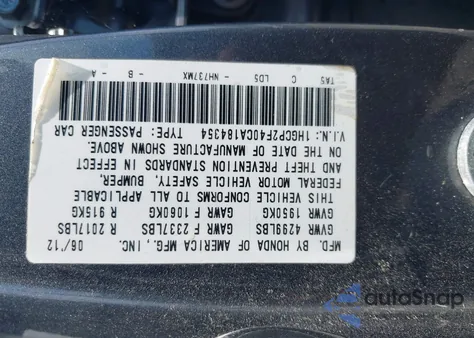 MFD. BY HONDA OF AMERICA MFG., INC. 06/12
GVWR 4299LBS GAWR F 2337LBS R 2017LBS
GVWR 1950KG GAWR F 1060KG R 915KG
THIS VEHICLE CONFORMS TO ALL APPLICABLE
FEDERAL MOTOR VEHICLE SAFETY, BUMPER,
AND THEFT PREVENTION STANDARDS IN EFFECT
ON THE DATE OF MANUFACTURE SHOWN ABOVE.
V.I.N.: 1HGCP2F40CA184354 TYPE: PASSENGER CAR
TA5 C LD5 - NH737MX - B - A
autoSnap